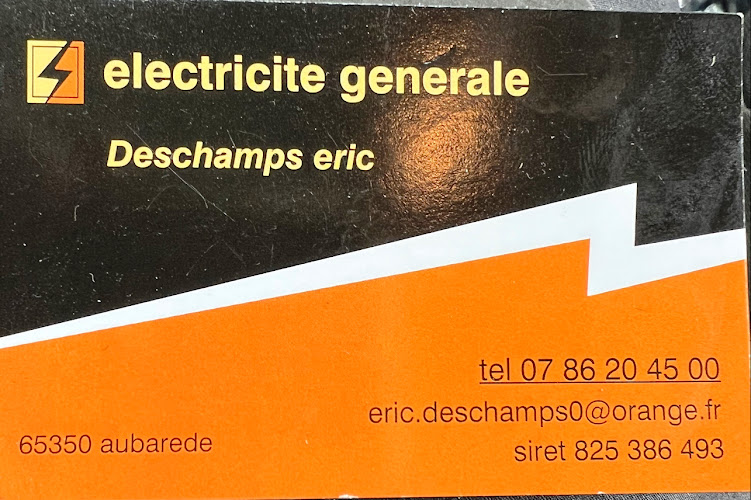 electricite generale
Deschamps eric
tel 07 86 20 45 00
eric.deschamps0@orange.fr
65350 aubarede
siret 825 386 493